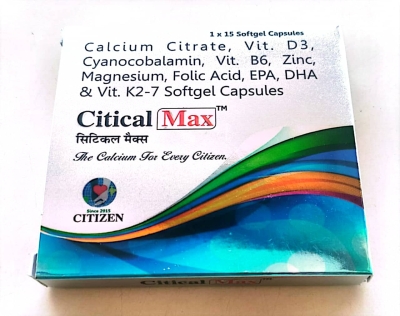 1 x 15 Softgel Capsules
Calcium Citrate, Vit. D3,
Cyanocobalamin, Vit. B6, Zinc,
Magnesium, Folic Acid, EPA, DHA
& Vit. K2-7 Softgel Capsules
Citical Max™
सिटिकल मैक्स
The Calcium For Every Citizen.
Since 2015
CITIZEN
Citical Max